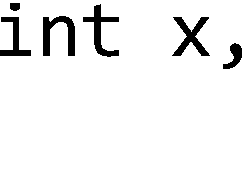 int x,